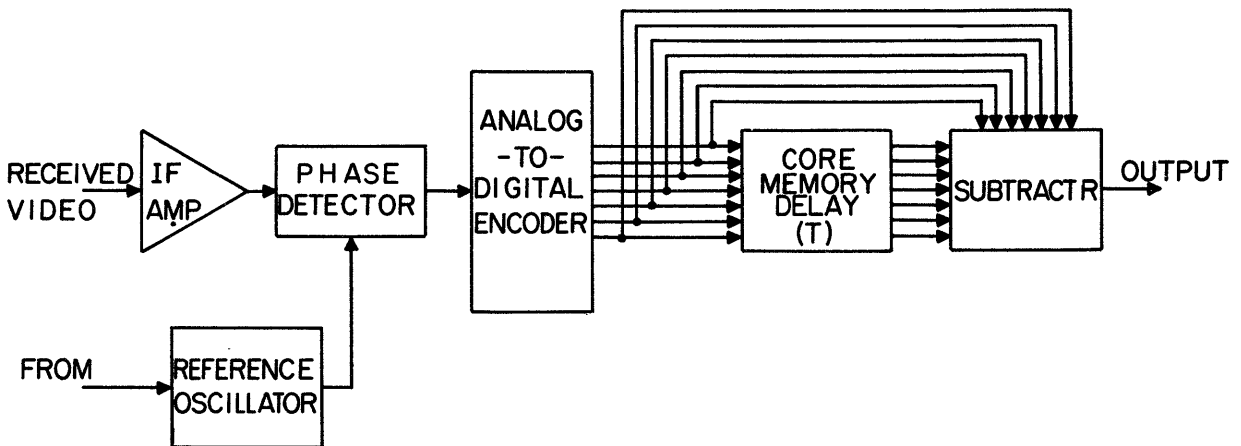 RECEIVED
VIDEO
IF
AMP
PHASE
DETECTOR
ANALOG
-TO-
DIGITAL
ENCODER
CORE
MEMORY
DELAY
(T)
SUBTRACTR
OUTPUT
FROM
REFERENCE
OSCILLATOR